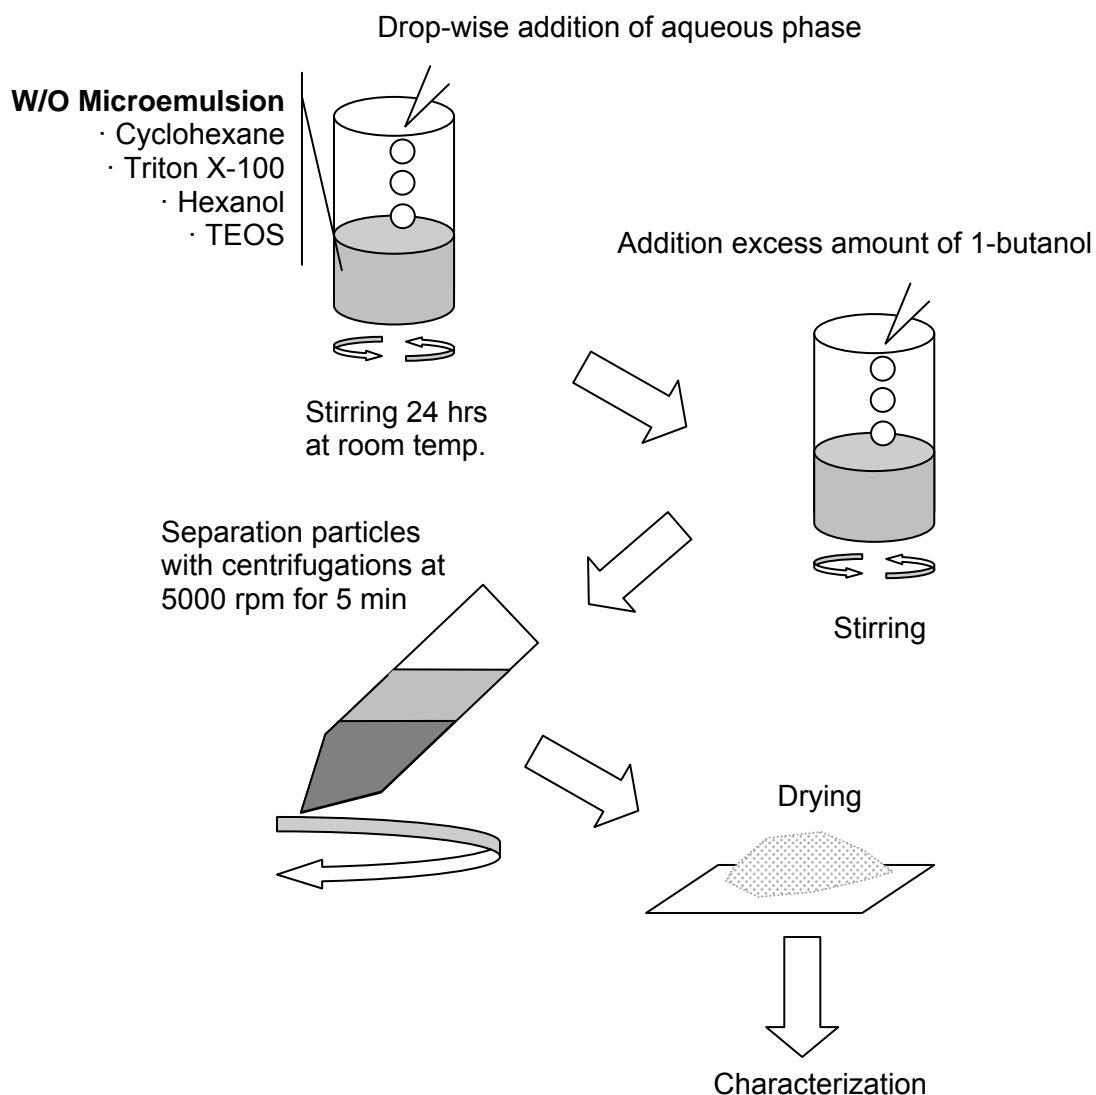 Drop-wise addition of aqueous phase
W/O Microemulsion
· Cyclohexane
· Triton X-100
· Hexanol
· TEOS
Addition excess amount of 1-butanol
Stirring 24 hrs
at room temp.
Separation particles
with centrifugations at
5000 rpm for 5 min
Stirring
Drying
Characterization